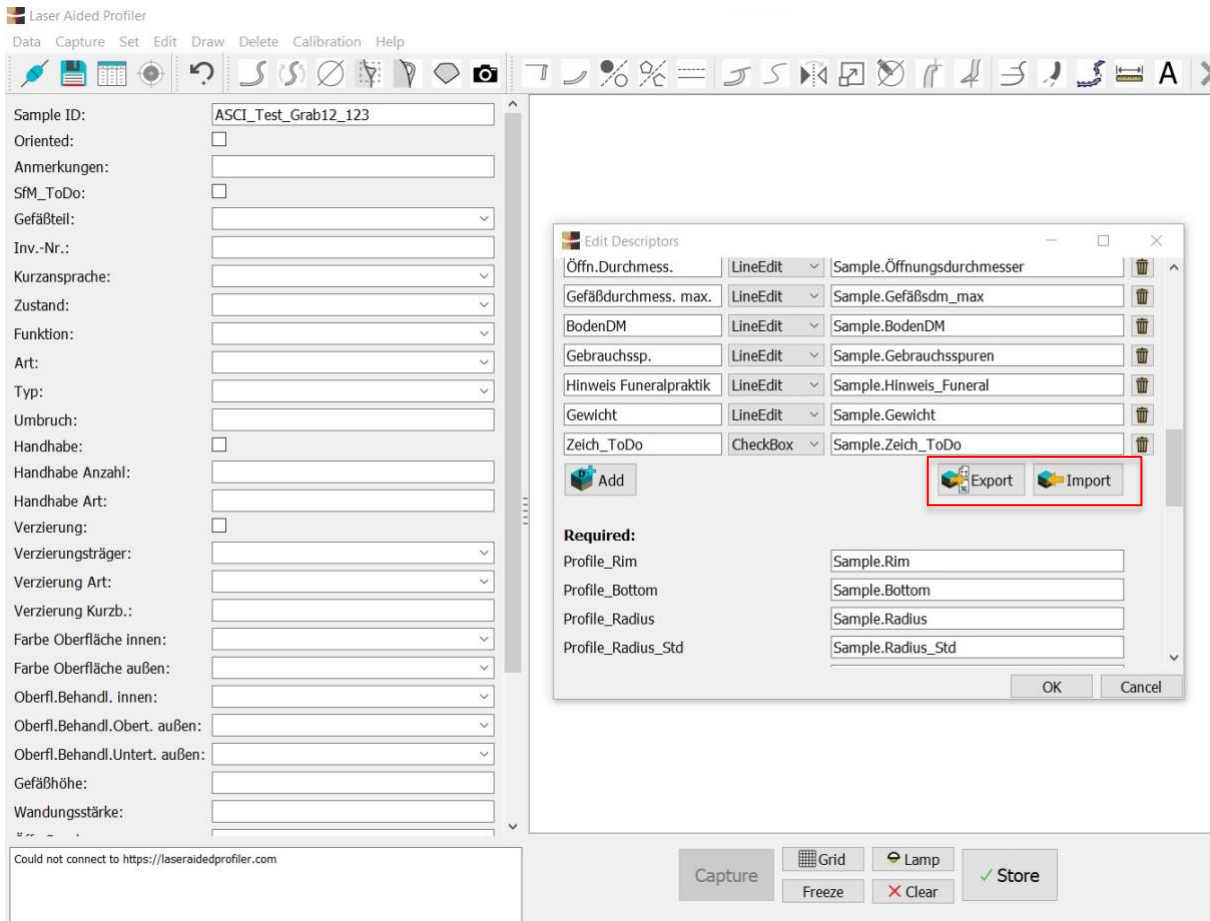 Laser Aided Profiler
Data Capture Set Edit Draw Delete Calibration Help
A
Sample ID: ASCI_Test_Grab12_123
Oriented:
Anmerkungen:
SfM_ToDo:
Gefäßteil:
Inv.-Nr.:
Kurzansprache:
Zustand:
Funktion:
Art:
Typ:
Umbruch:
Handhabe:
Handhabe Anzahl:
Handhabe Art:
Verzierung:
Verzierungsträger:
Verzierung Art:
Verzierung Kurzb.:
Farbe Oberfläche innen:
Farbe Oberfläche außen:
Oberfl.Behandl. innen:
Oberfl.Behandl.Obert. außen:
Oberfl.Behandl.Untert. außen:
Gefäßhöhe:
Wandungsstärke:
Could not connect to https://laseraidedprofiler.com
Edit Descriptors
Öffn.Durchmess. LineEdit Sample.Öffnungsdurchmesser
Gefäßdurchmess. max. LineEdit Sample.Gefäßsdm_max
BodenDM LineEdit Sample.BodenDM
Gebrauchssp. LineEdit Sample.Gebrauchsspuren
Hinweis Funeralpraktik LineEdit Sample.Hinweis_Funeral
Gewicht LineEdit Sample.Gewicht
Zeich_ToDo CheckBox Sample.Zeich_ToDo
Add Export Import
Required:
Profile_Rim Sample.Rim
Profile_Bottom Sample.Bottom
Profile_Radius Sample.Radius
Profile_Radius_Std Sample.Radius_Std
OK Cancel
Capture Grid Lamp Store
Freeze Clear